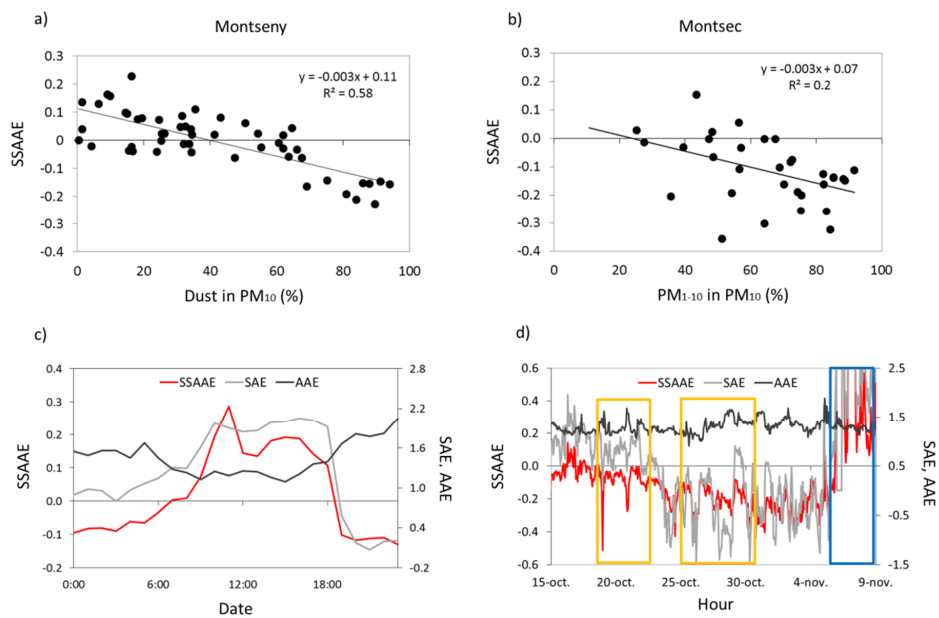 a)
Montseny
0.3
0.2
0.1
0
-0.1
-0.2
-0.3
-0.4
SSAAE
y = -0.003x + 0.11
R² = 0.58
0 20 40 60 80 100
Dust in PM10 (%)
b)
Montsec
0.3
0.2
0.1
0.0
-0.1
-0.2
-0.3
-0.4
SSAAE
y = -0.003x + 0.07
R² = 0.2
0 20 40 60 80 100
PM1-10 in PM10 (%)
c)
0.4
0.3
0.2
0.1
0.0
-0.1
-0.2
SSAAE
SSAAE SAE AAE
2.8
2.2
1.6
1.0
0.4
-0.2
SAE, AAE
0:00 6:00 12:00 18:00
Date
d)
0.6
0.4
0.2
0.0
-0.2
-0.4
-0.6
SSAAE
SSAAE SAE AAE
2.5
1.5
0.5
-0.5
-1.5
SAE, AAE
15-oct. 20-oct. 25-oct. 30-oct. 4-nov. 9-nov.
Hour